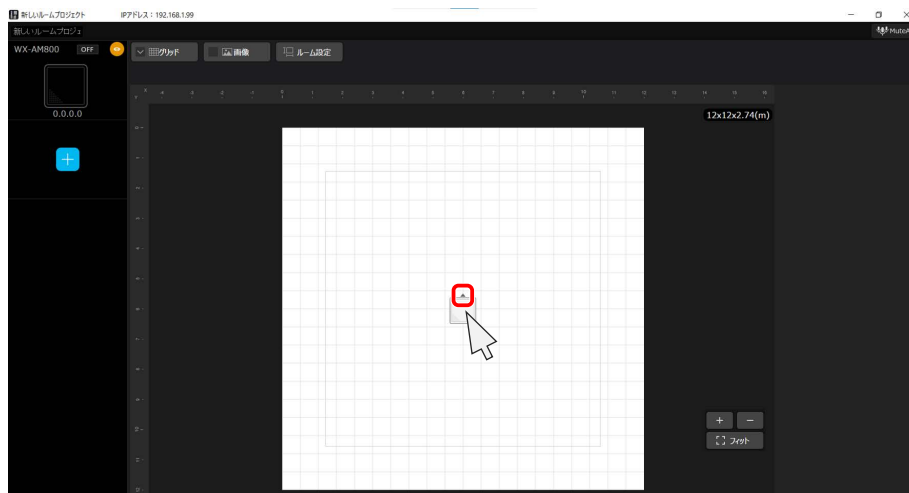 新しいルームプロジェクト IPアドレス：192.168.1.99
新しいルームプロジェ MuteA
WX-AM800 OFF グリッド 画像 ルーム設定
0.0.0.0
12x12x2.74(m)
+
+ −
フィット